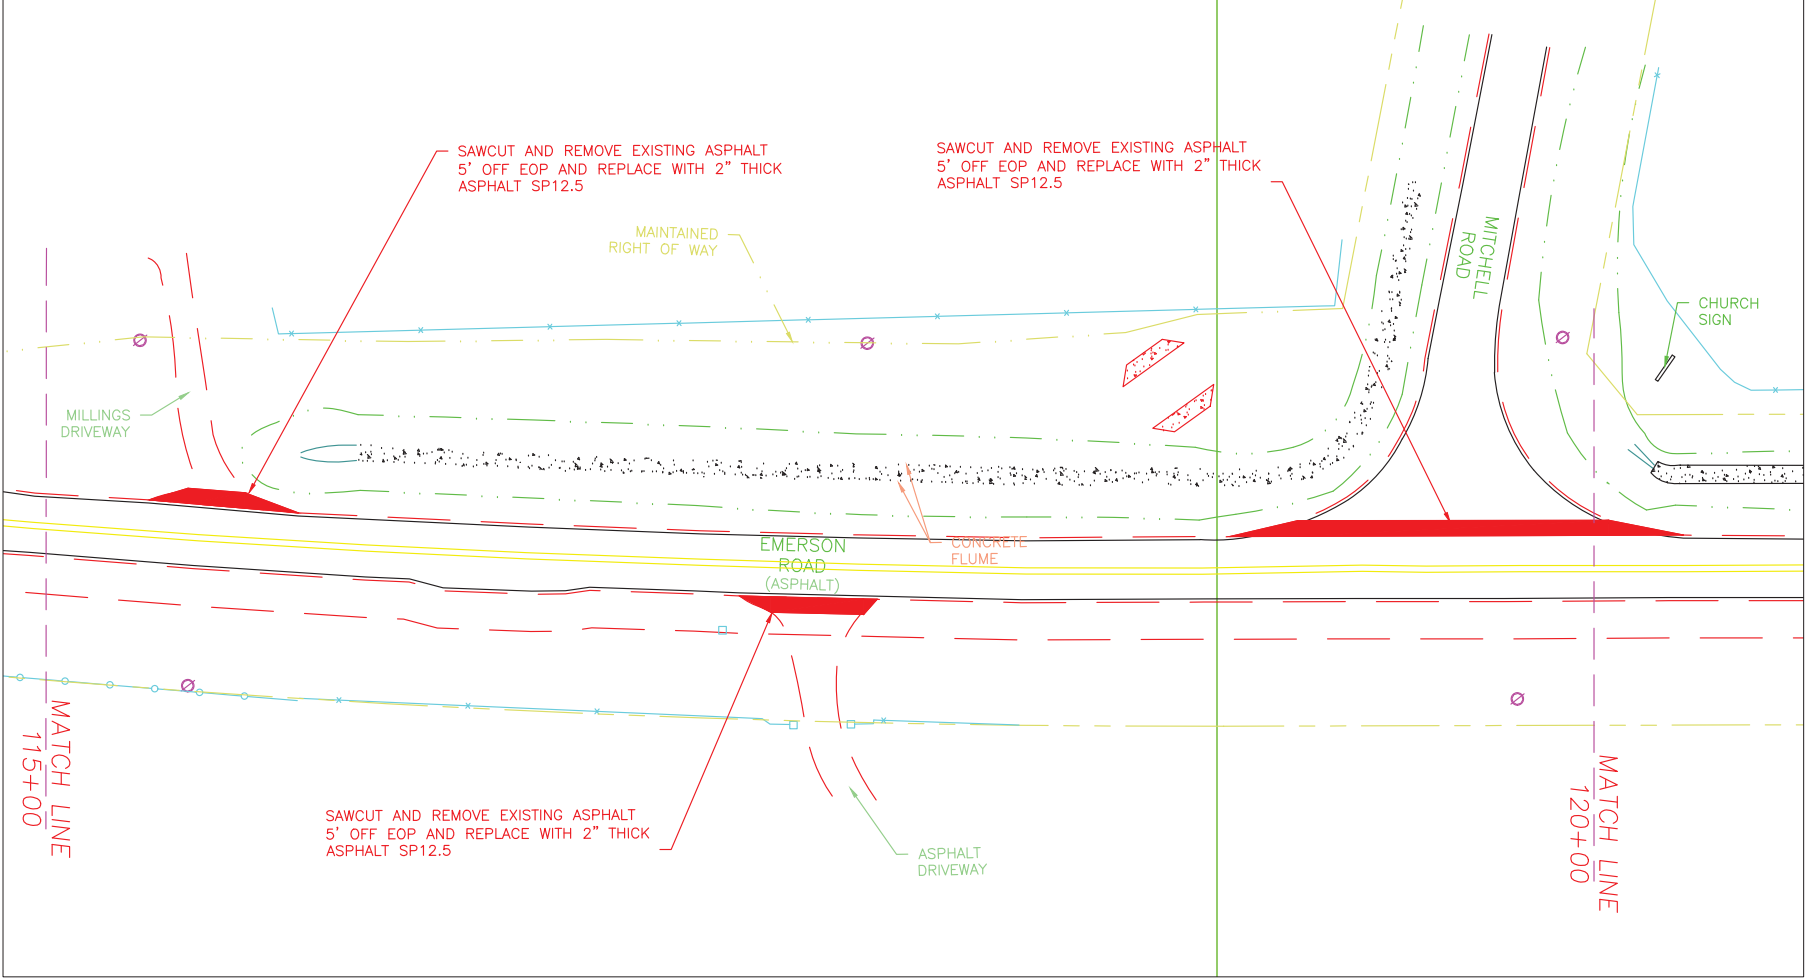 SAWCUT AND REMOVE EXISTING ASPHALT
5' OFF EOP AND REPLACE WITH 2" THICK
ASPHALT SP12.5
SAWCUT AND REMOVE EXISTING ASPHALT
5' OFF EOP AND REPLACE WITH 2" THICK
ASPHALT SP12.5
MAINTAINED
RIGHT OF WAY
MITCHELL
ROAD
CHURCH
SIGN
MILLINGS
DRIVEWAY
EMERSON
ROAD
(ASPHALT)
CONCRETE
FLUME
MATCH LINE
115+00
MATCH LINE
120+00
SAWCUT AND REMOVE EXISTING ASPHALT
5' OFF EOP AND REPLACE WITH 2" THICK
ASPHALT SP12.5
ASPHALT
DRIVEWAY